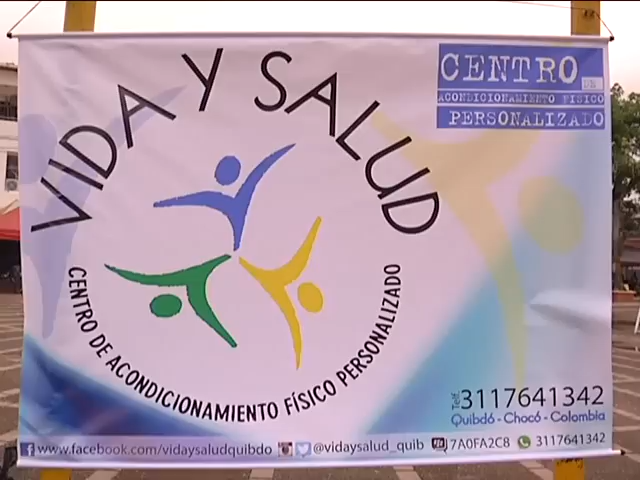 VIDA Y SALUD
CENTRO DE
ACONDICIONAMIENTO FISICO
PERSONALIZADO
CENTRO DE ACONDICIONAMIENTO FÍSICO PERSONALIZADO
Telf. 3117641342
Quibdó - Chocó - Colombia
www.facebook.com/vidaysaludquibdo @vidaysalud_quib 7A0FA2C8 3117641342